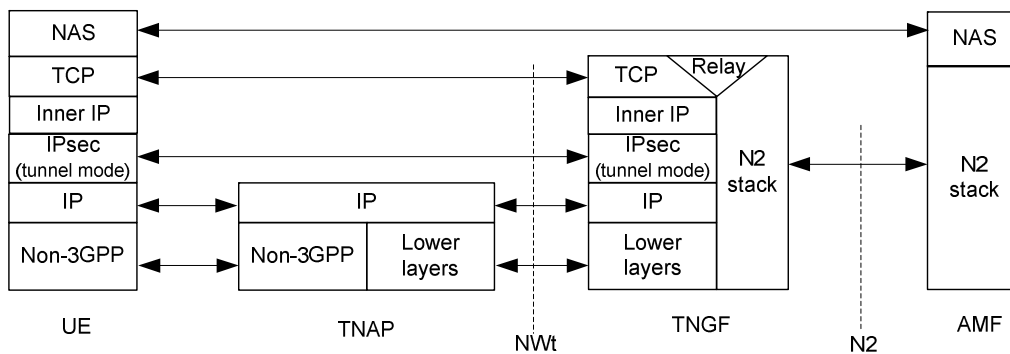 NAS
TCP
Inner IP
IPsec
(tunnel mode)
IP
Non-3GPP
UE
IP
Non-3GPP
Lower
layers
TNAP
NWt
TCP
Relay
Inner IP
IPsec
(tunnel mode)
IP
Lower
layers
N2
stack
TNGF
N2
NAS
N2
stack
AMF